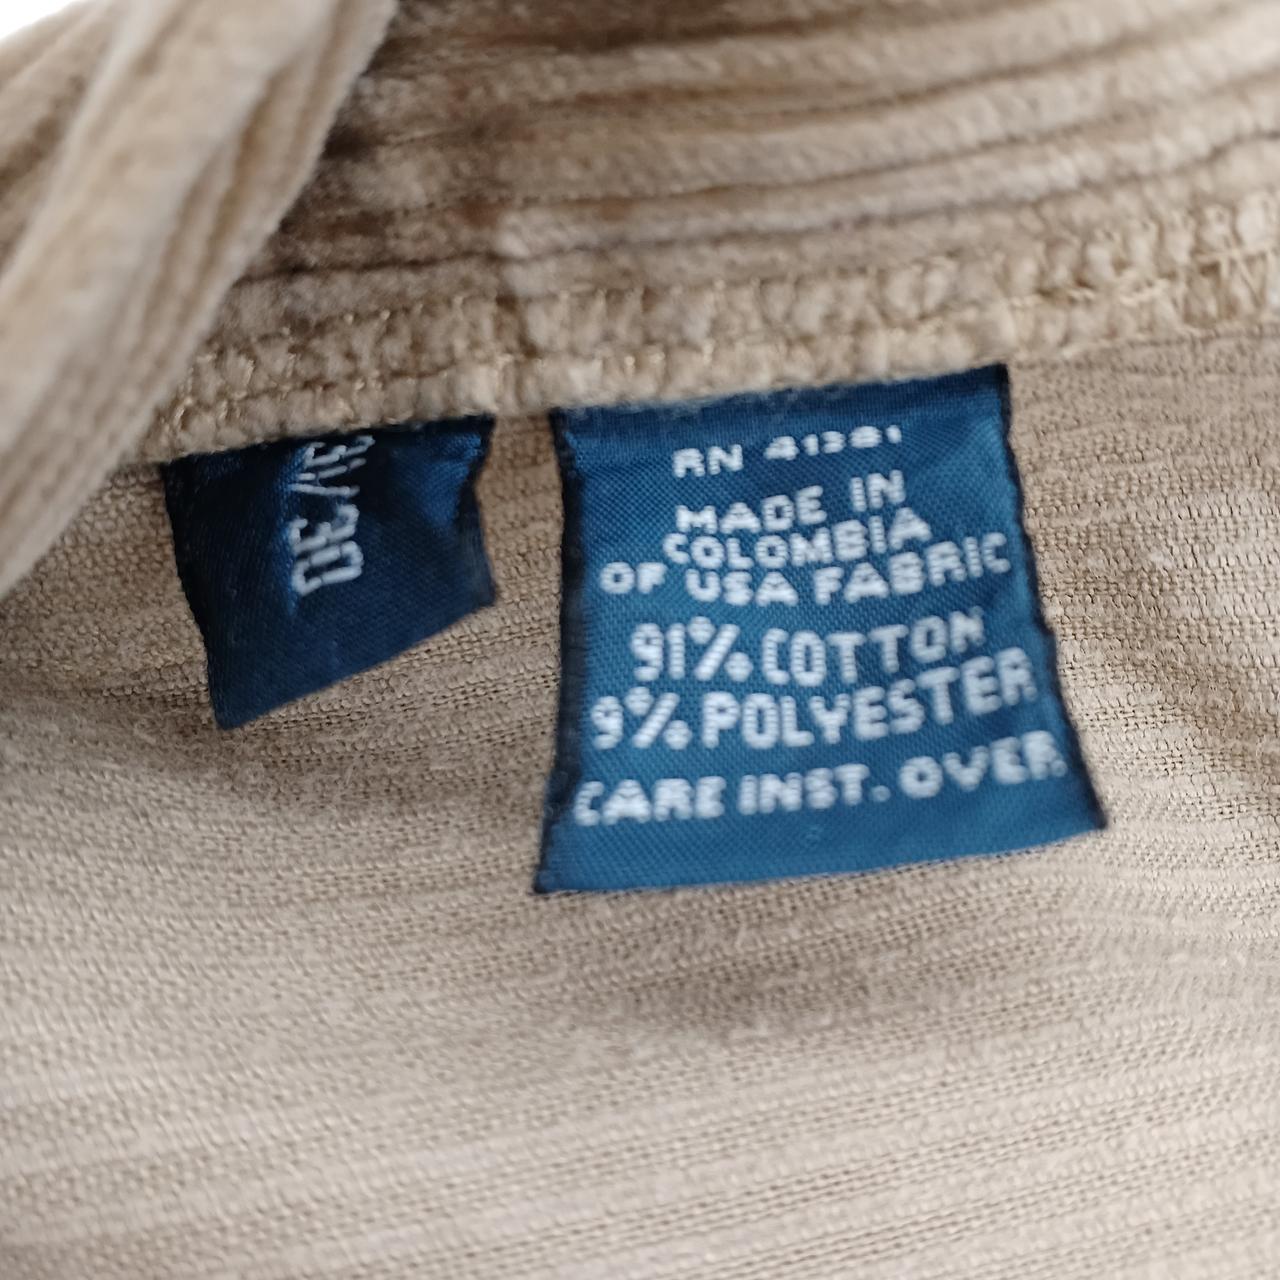 RN 41381
MADE IN
COLOMBIA
OF USA FABRIC
91% COTTON
9% POLYESTER
CARE INST. OVER